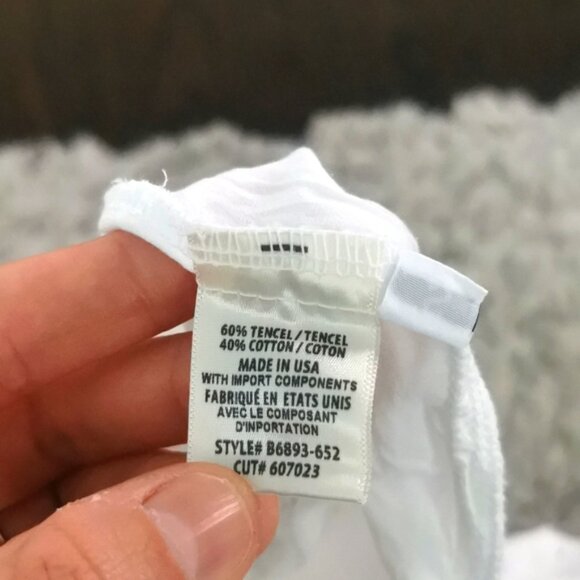 60% TENCEL/TENCEL
40% COTTON/COTON
MADE IN USA
WITH IMPORT COMPONENTS
FABRIQUÉ EN ETATS UNIS
AVEC LE COMPOSANT
D'INPORTATION
STYLE# B6893-652
CUT# 607023